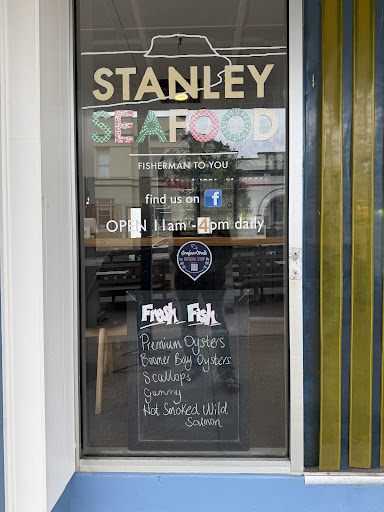 STANLEY
SEAFOOD
FISHERMAN TO YOU
find us on f
OPEN 11am - 4pm daily
Fresh Fish
Premium Oysters
Boomer Bay Oysters
Scallops
Gummy
Hot Smoked Wild
Salmon